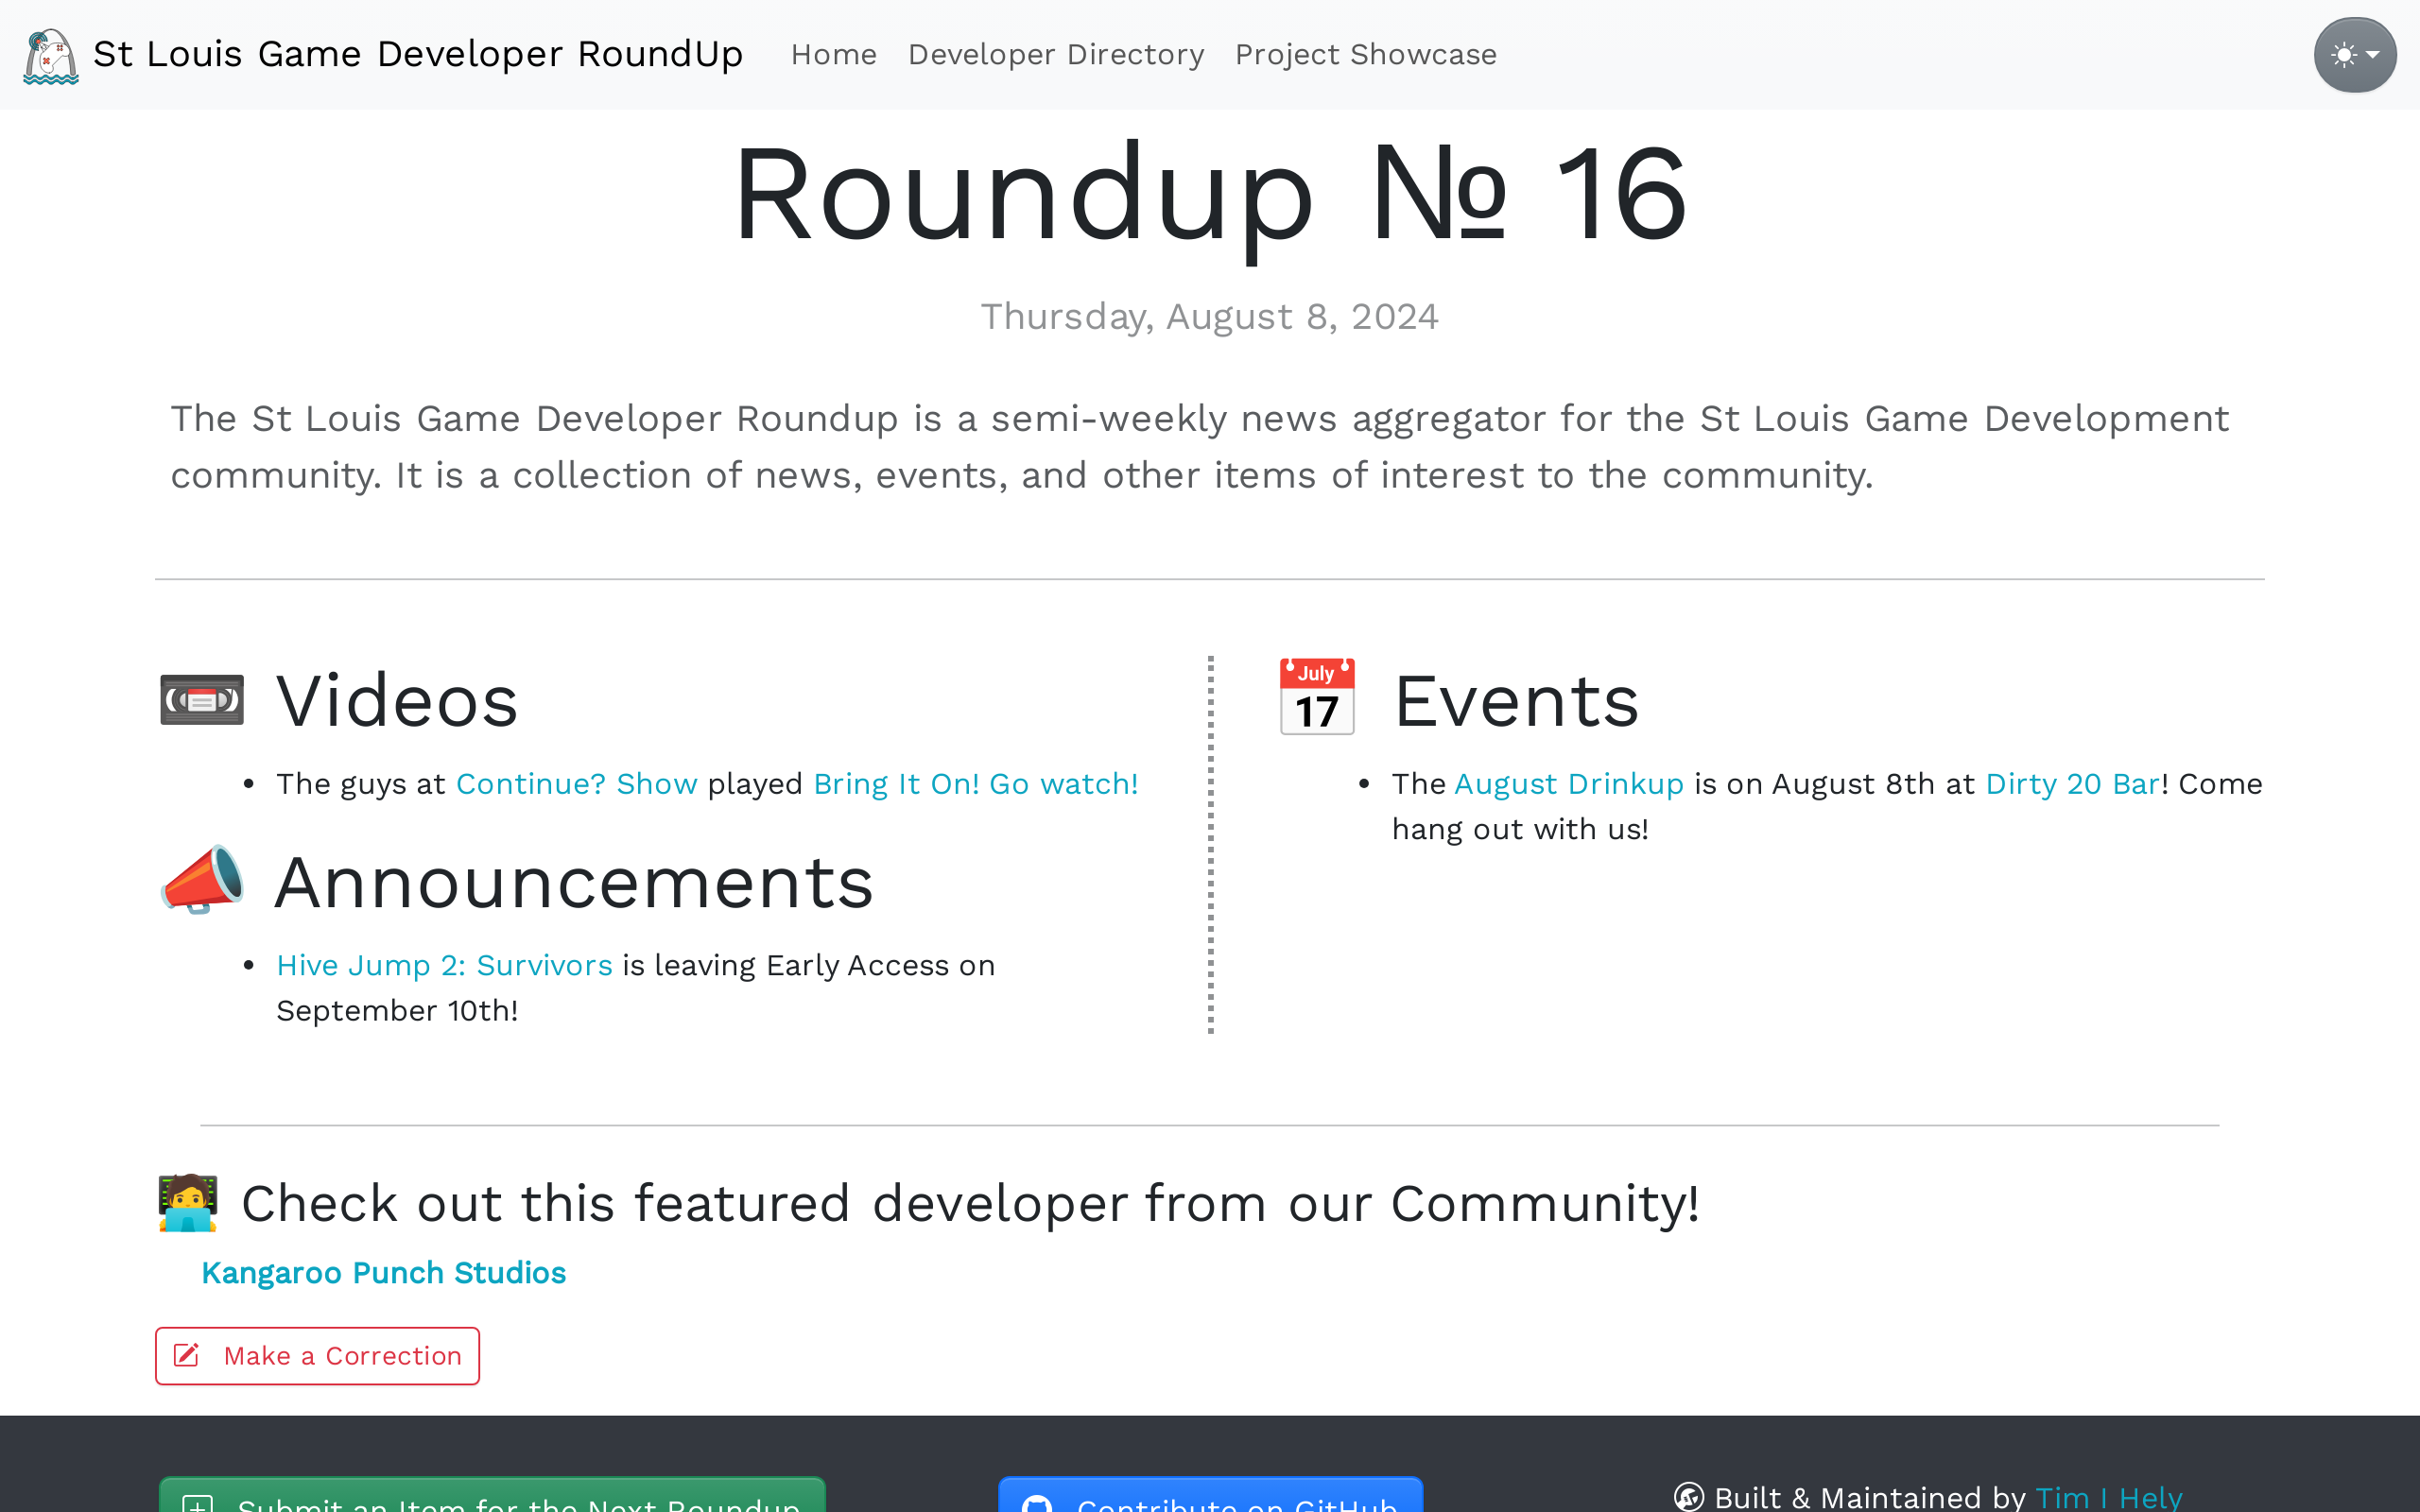 St Louis Game Developer RoundUp Home Developer Directory Project Showcase
Roundup № 16
Thursday, August 8, 2024
The St Louis Game Developer Roundup is a semi-weekly news aggregator for the St Louis Game Development
community. It is a collection of news, events, and other items of interest to the community.
Videos
The guys at Continue? Show played Bring It On! Go watch!
Announcements
Hive Jump 2: Survivors is leaving Early Access on
September 10th!
July
17
Events
The August Drinkup is on August 8th at Dirty 20 Bar! Come
hang out with us!
Check out this featured developer from our Community!
Kangaroo Punch Studios
Make a Correction
Submit an Item for the Next Roundup
Contribute on GitHub
Built & Maintained by Tim I Hely